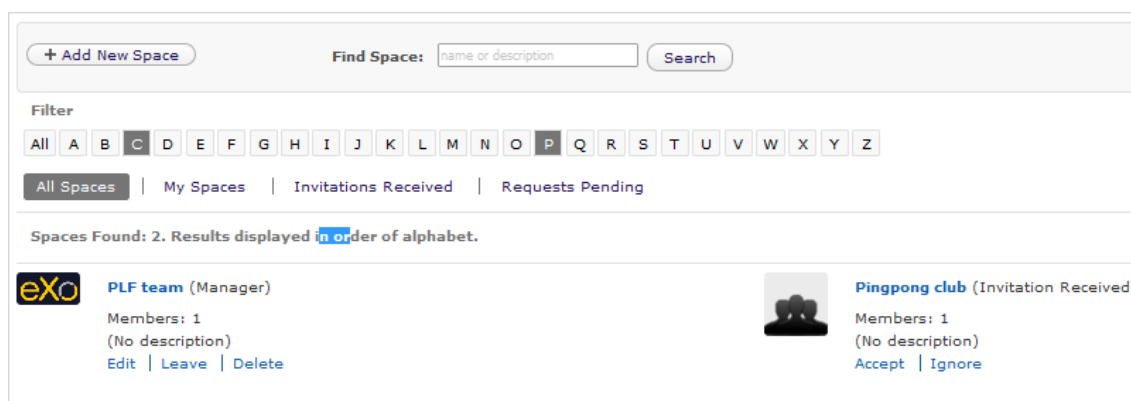 + Add New Space Find Space: name or description Search
Filter
All A B C D E F G H I J K L M N O P Q R S T U V W X Y Z
All Spaces | My Spaces | Invitations Received | Requests Pending
Spaces Found: 2. Results displayed in order of alphabet.
eXo PLF team (Manager)
Members: 1
(No description)
Edit | Leave | Delete
Pingpong club (Invitation Received
Members: 1
(No description)
Accept | Ignore